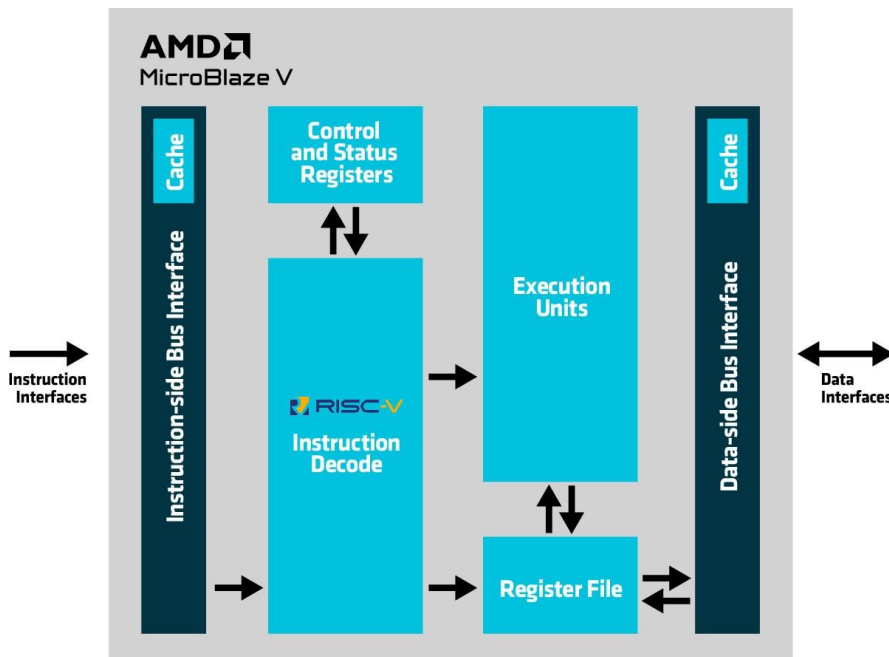 AMD
MicroBlaze V
Cache
Instruction-side Bus Interface
Control
and Status
Registers
RISC-V
Instruction
Decode
Execution
Units
Register File
Cache
Data-side Bus Interface
Instruction
Interfaces
Data
Interfaces